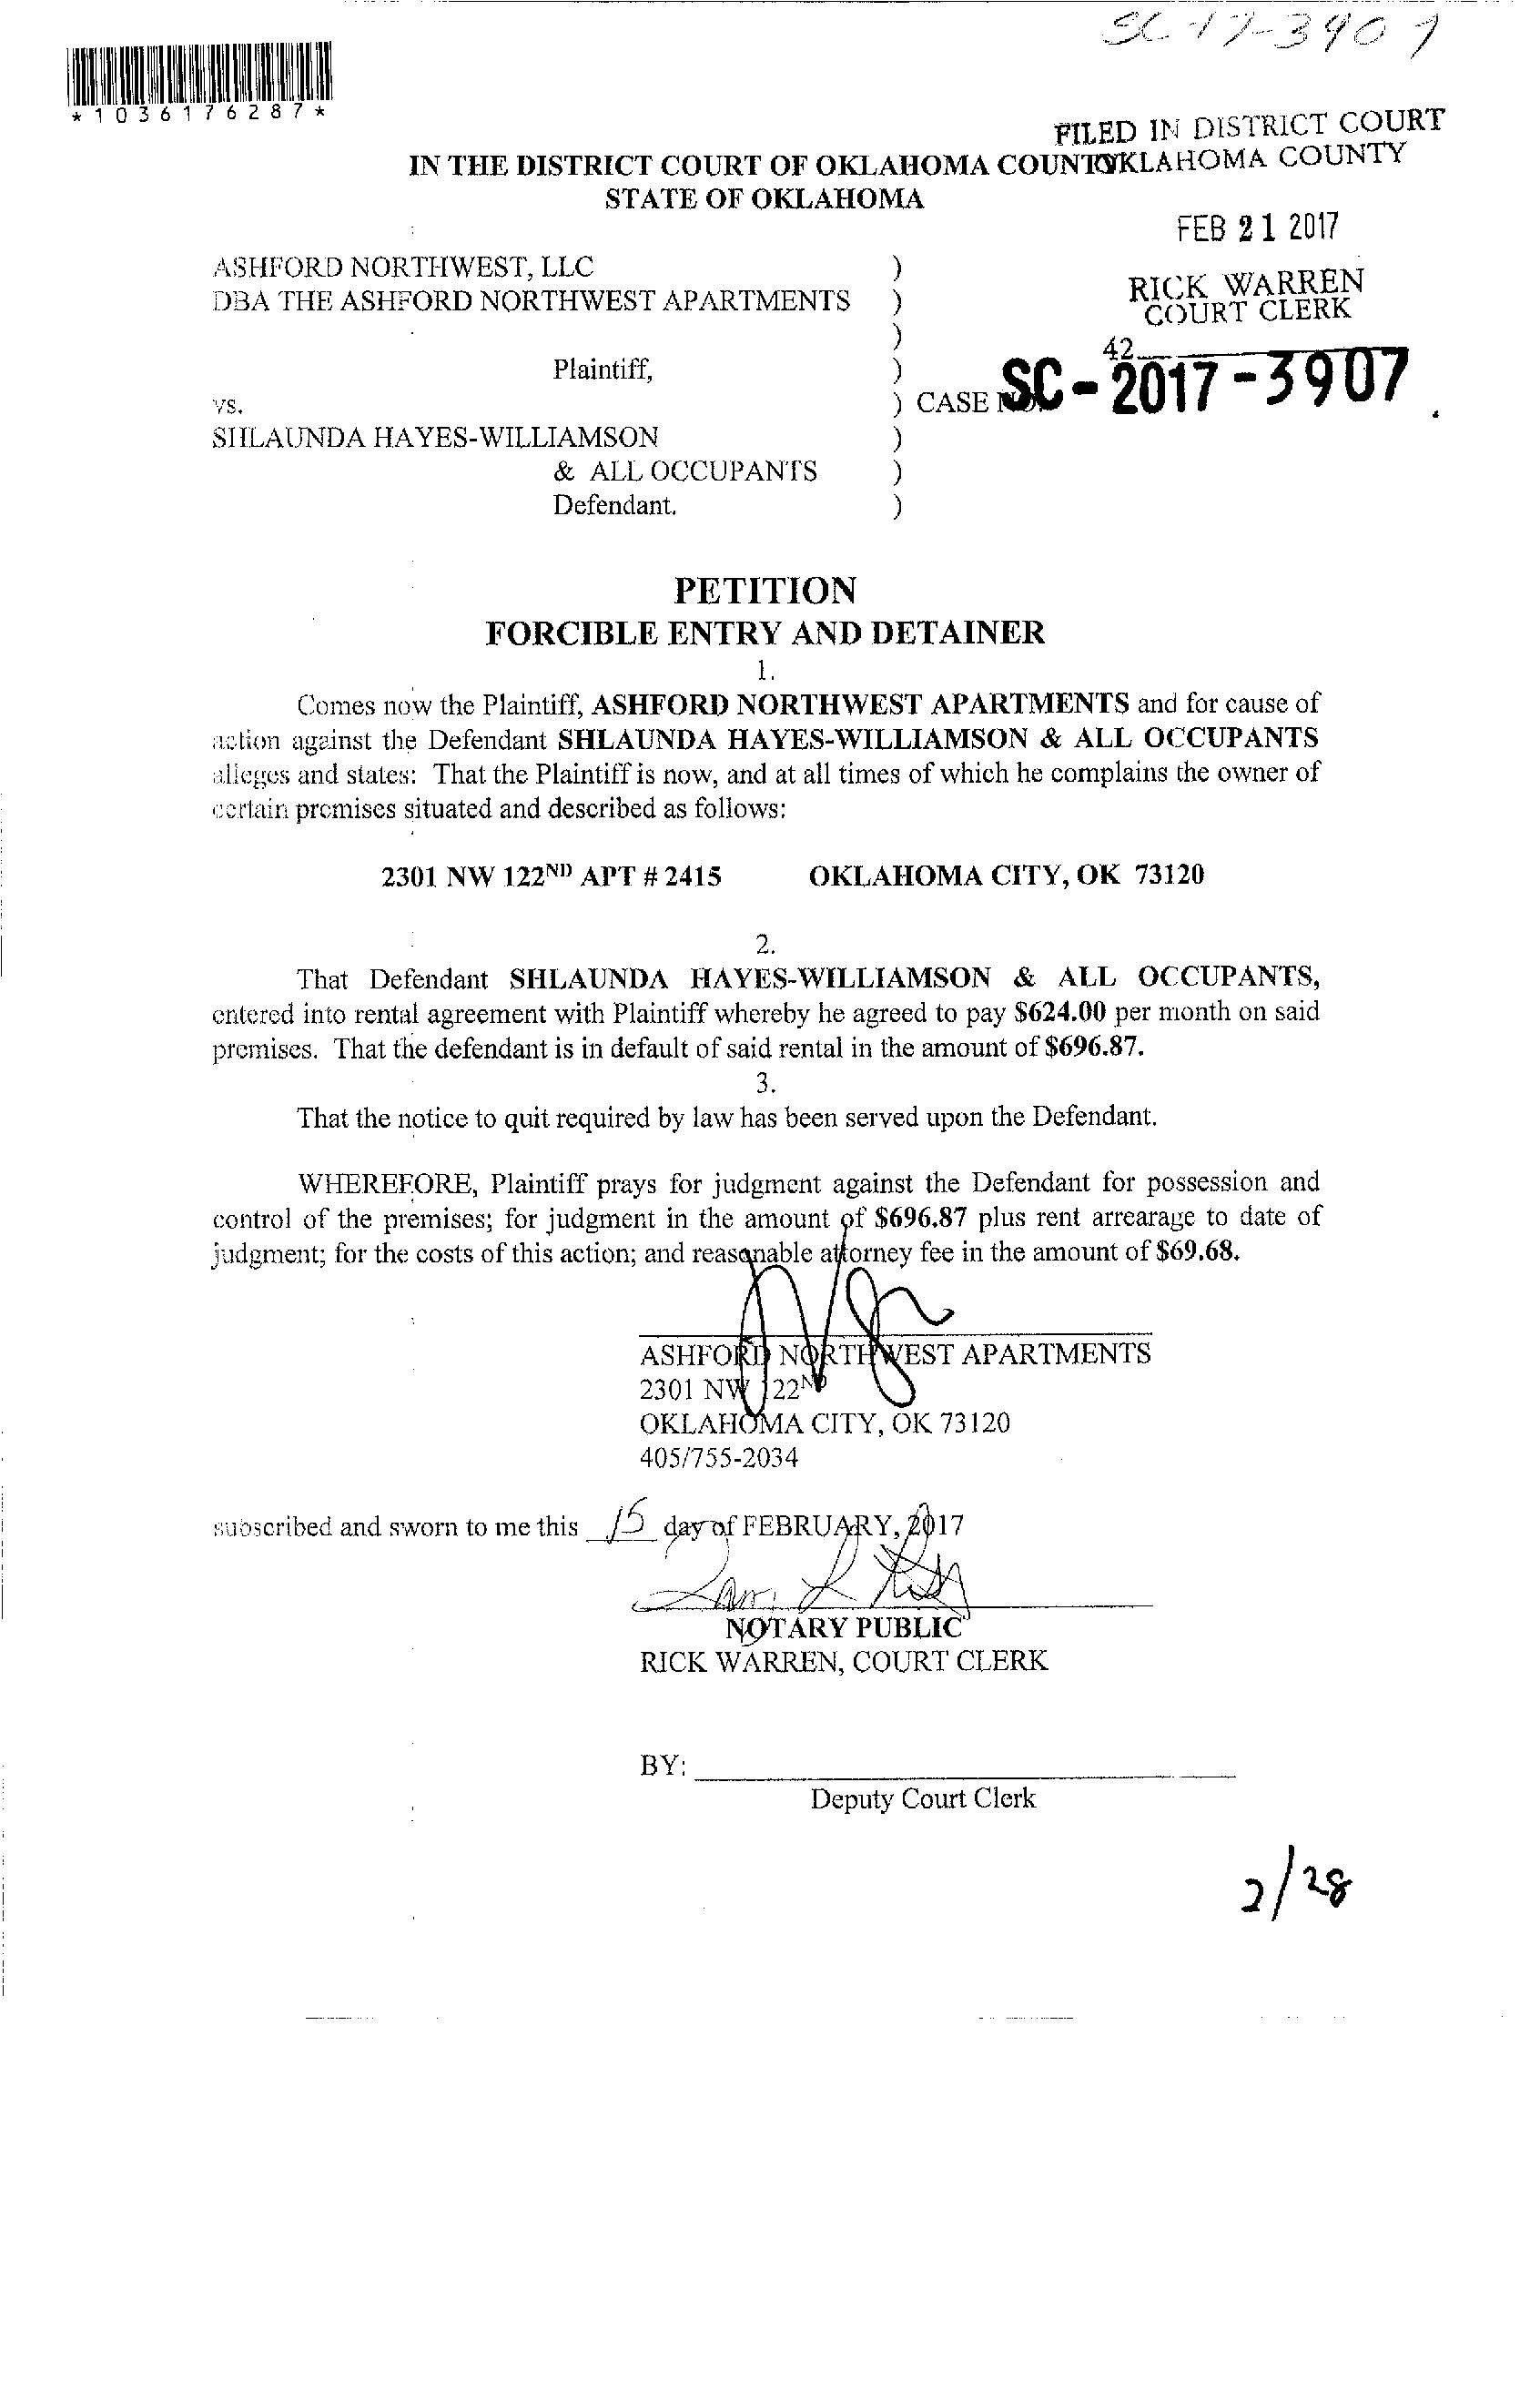 SC-17-3907
*1036176287*
FILED IN DISTRICT COURT
OKLAHOMA COUNTY
IN THE DISTRICT COURT OF OKLAHOMA COUNTY
STATE OF OKLAHOMA
FEB 21 2017
ASHFORD NORTHWEST, LLC )
DBA THE ASHFORD NORTHWEST APARTMENTS )
RICK WARREN
COURT CLERK
)
42
Plaintiff, )
vs. ) CASE NO. SC-2017-3907
SHLAUNDA HAYES-WILLIAMSON )
& ALL OCCUPANTS )
Defendant. )
PETITION
FORCIBLE ENTRY AND DETAINER
1.
Comes now the Plaintiff, ASHFORD NORTHWEST APARTMENTS and for cause of
action against the Defendant SHLAUNDA HAYES-WILLIAMSON & ALL OCCUPANTS
alleges and states: That the Plaintiff is now, and at all times of which he complains the owner of
certain premises situated and described as follows:
2301 NW 122ND APT # 2415 OKLAHOMA CITY, OK 73120
2.
That Defendant SHLAUNDA HAYES-WILLIAMSON & ALL OCCUPANTS,
entered into rental agreement with Plaintiff whereby he agreed to pay $624.00 per month on said
premises. That the defendant is in default of said rental in the amount of $696.87.
3.
That the notice to quit required by law has been served upon the Defendant.
WHEREFORE, Plaintiff prays for judgment against the Defendant for possession and
control of the premises; for judgment in the amount of $696.87 plus rent arrearage to date of
judgment; for the costs of this action; and reasonable attorney fee in the amount of $69.68.
ASHFORD NORTHWEST APARTMENTS
2301 NW 122ND
OKLAHOMA CITY, OK 73120
405/755-2034
subscribed and sworn to me this 15 day of FEBRUARY, 2017
NOTARY PUBLIC
RICK WARREN, COURT CLERK
BY:
Deputy Court Clerk
2/28